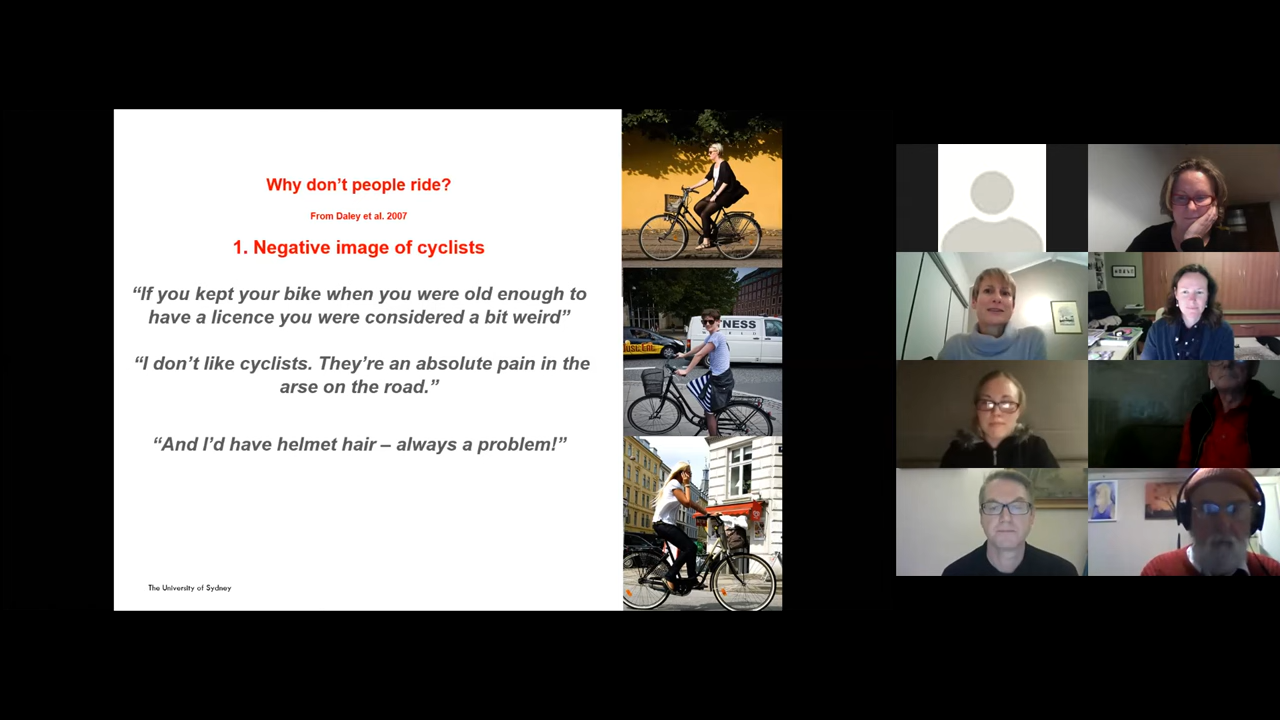 Why don’t people ride?
From Daley et al. 2007
1. Negative image of cyclists
“If you kept your bike when you were old enough to
have a licence you were considered a bit weird”
“I don’t like cyclists. They’re an absolute pain in the
arse on the road.”
“And I’d have helmet hair – always a problem!”
The University of Sydney
TNESS